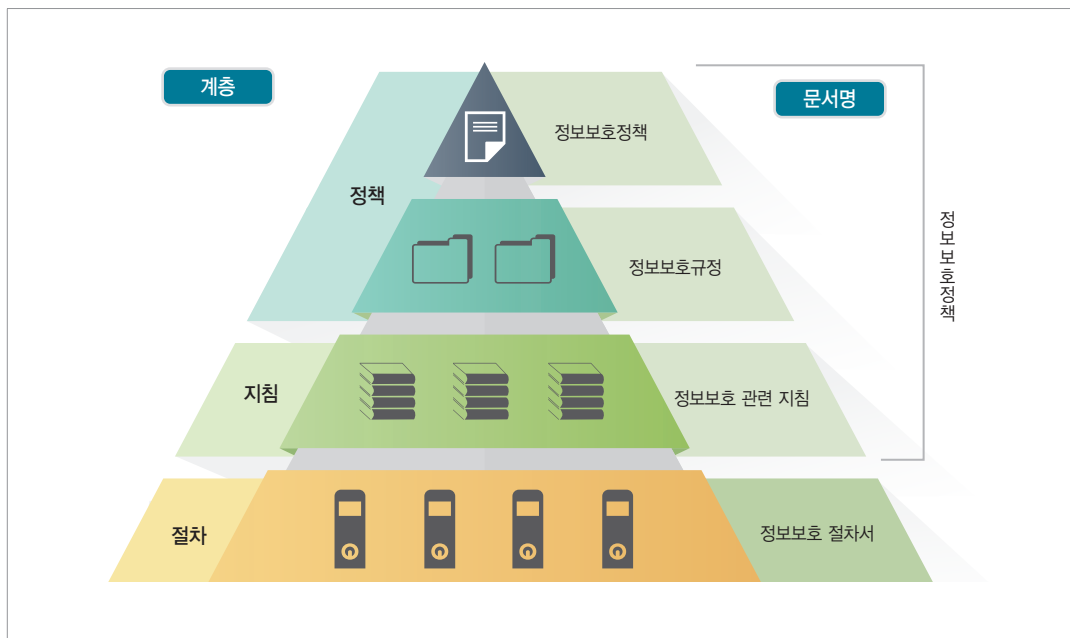 계층
문서명
정보보호정책
정책
정보보호규정
정보보호정책
지침
정보보호 관련 지침
절차
정보보호 절차서